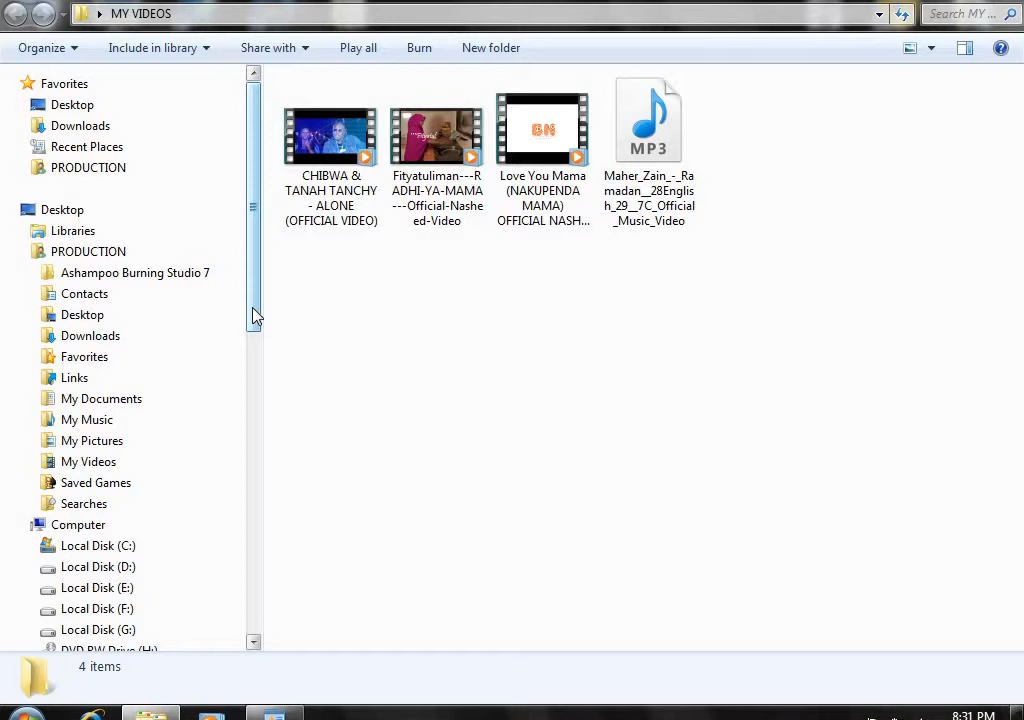 MY VIDEOS
Search MY ...
Organize
Include in library
Share with
Play all
Burn
New folder
Favorites
Desktop
Downloads
Recent Places
PRODUCTION
Desktop
Libraries
PRODUCTION
Ashampoo Burning Studio 7
Contacts
Desktop
Downloads
Favorites
Links
My Documents
My Music
My Pictures
My Videos
Saved Games
Searches
Computer
Local Disk (C:)
Local Disk (D:)
Local Disk (E:)
Local Disk (F:)
Local Disk (G:)
DVD RW Drive (H:)
CHIBWA &
TANAH TANCHY
- ALONE
(OFFICIAL VIDEO)
Fityatuliman---R
ADHI-YA-MAMA
---Official-Nashe
ed-Video
BN
Love You Mama
(NAKUPENDA
MAMA)
OFFICIAL NASH...
MP3
Maher_Zain_-_Ra
madan__28Englis
h_29__7C_Official
_Music_Video
4 items
8:31 PM